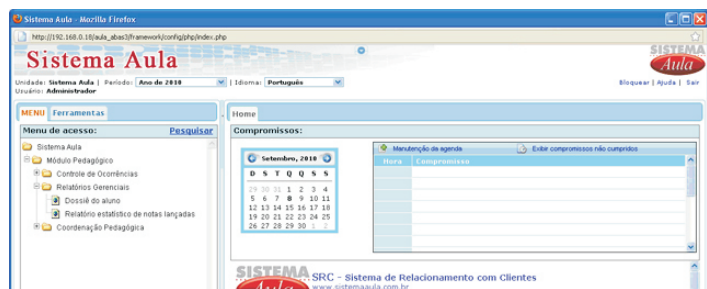 Sistema Aula - Mozilla Firefox
http://192.168.0.18/aula_abas3/framework/config/php/index.php
Sistema Aula
SISTEMA
Aula
Unidade: Sistema Aula | Período: Ano de 2010 | Idioma: Português
Bloquear | Ajuda | Sair
Usuário: Administrador
MENU Ferramentas
Home
Menu de acesso: Pesquisar
Compromissos:
Sistema Aula
Módulo Pedagógico
Controle de Ocorrências
Relatórios Gerenciais
Dossiê do aluno
Relatório estatístico de notas lançadas
Coordenação Pedagógica
Setembro, 2010
D S T Q Q S S
29 30 31 1 2 3 4
5 6 7 8 9 10 11
12 13 14 15 16 17 18
19 20 21 22 23 24 25
26 27 28 29 30 1 2
Manutenção da agenda Exibir compromissos não cumpridos
Hora Compromisso
SISTEMA
Aula
SRC - Sistema de Relacionamento com Clientes
www.sistemaaula.com.br